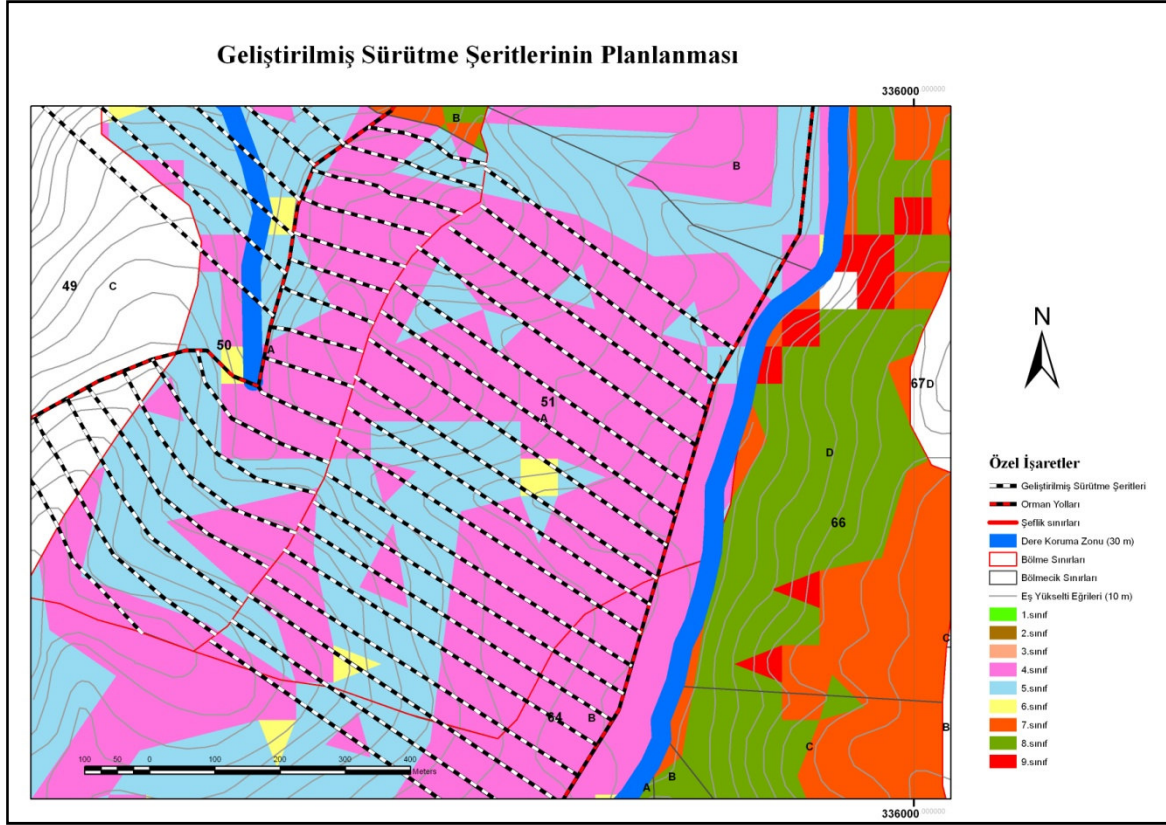 Geliştirilmiş Sürütme Şeritlerinin Planlanması
336000 000000
B
B
49
C
50
A
51
A
67 D
D
66
N
C
64
B
C
B
B
A
100 50 0 100 200 300 400
Meters
Özel İşaretler
Geliştirilmiş Sürütme Şeritleri
Orman Yolları
Şeflik sınırları
Dere Koruma Zonu (30 m)
Bölme Sınırları
Bölmecik Sınırları
Eş Yükselti Eğrileri (10 m)
1.sınıf
2.sınıf
3.sınıf
4.sınıf
5.sınıf
6.sınıf
7.sınıf
8.sınıf
9.sınıf
336000 000000